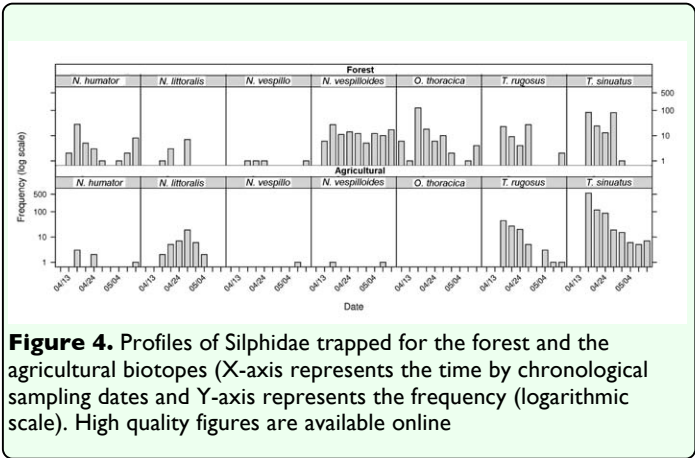 Forest
N. humator N. littoralis N. vespillo N. vespilloides O. thoracica T. rugosus T. sinuatus
500
100
10
1
Frequency (log scale)
Agricultural
N. humator N. littoralis N. vespillo N. vespilloides O. thoracica T. rugosus T. sinuatus
500
100
10
1
04/13 04/24 05/04 04/13 04/24 05/04 04/13 04/24 05/04 04/13 04/24 05/04 04/13 04/24 05/04 04/13 04/24 05/04 04/13 04/24 05/04
Date
Figure 4. Profiles of Silphidae trapped for the forest and the
agricultural biotopes (X-axis represents the time by chronological
sampling dates and Y-axis represents the frequency (logarithmic
scale). High quality figures are available online